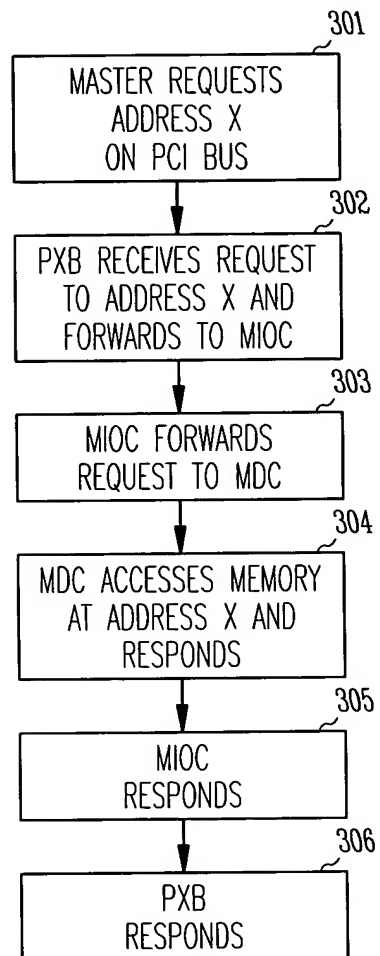 301
MASTER REQUESTS
ADDRESS X
ON PCI BUS
302
PXB RECEIVES REQUEST
TO ADDRESS X AND
FORWARDS TO MIOC
303
MIOC FORWARDS
REQUEST TO MDC
304
MDC ACCESSES MEMORY
AT ADDRESS X AND
RESPONDS
305
MIOC
RESPONDS
306
PXB
RESPONDS